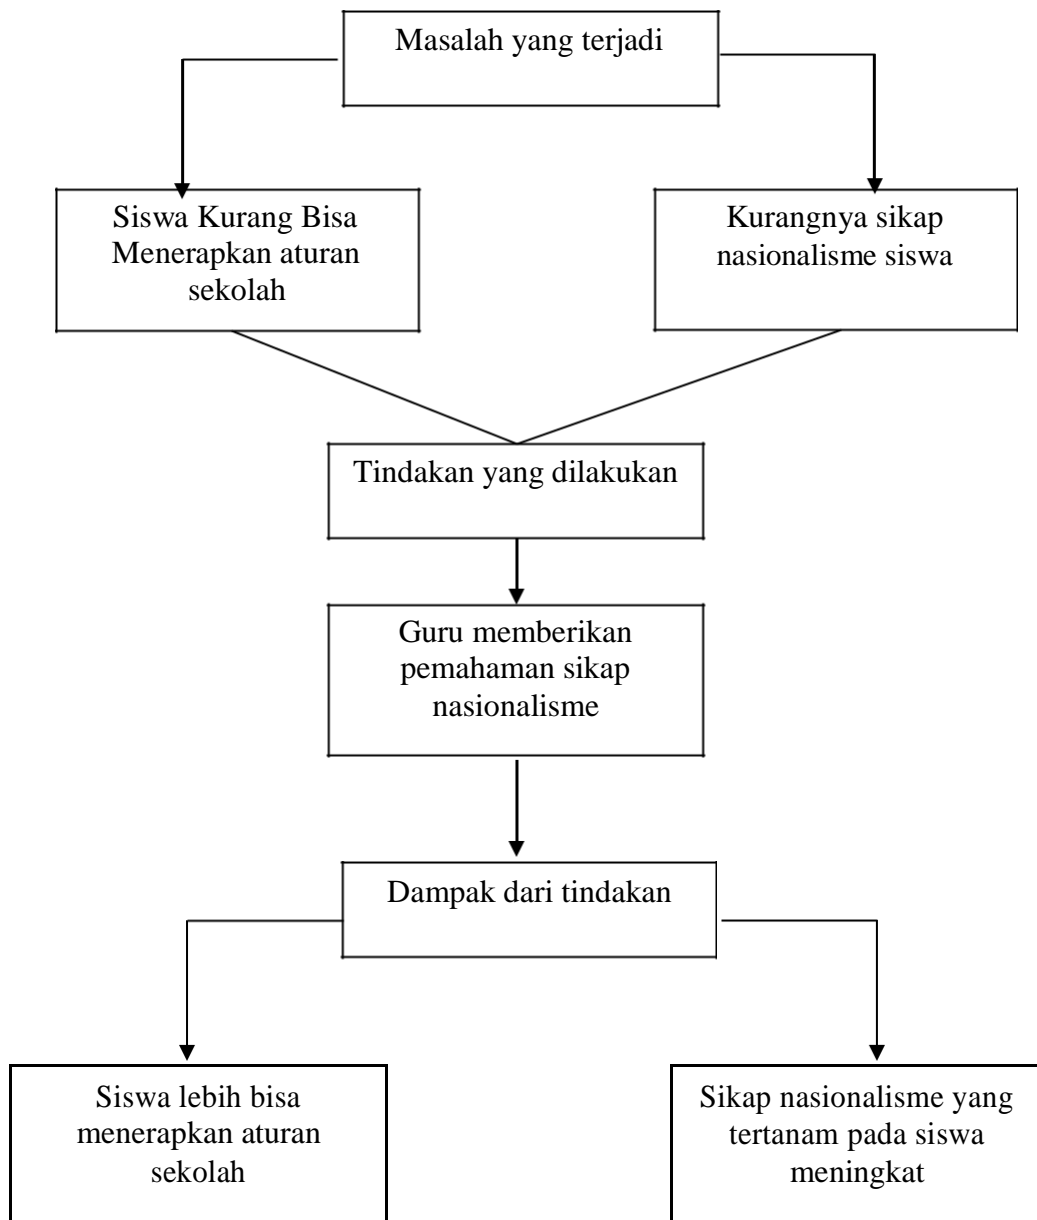 Masalah yang terjadi
Siswa Kurang Bisa
Menerapkan aturan
sekolah
Kurangnya sikap
nasionalisme siswa
Tindakan yang dilakukan
Guru memberikan
pemahaman sikap
nasionalisme
Dampak dari tindakan
Siswa lebih bisa
menerapkan aturan
sekolah
Sikap nasionalisme yang
tertanam pada siswa
meningkat